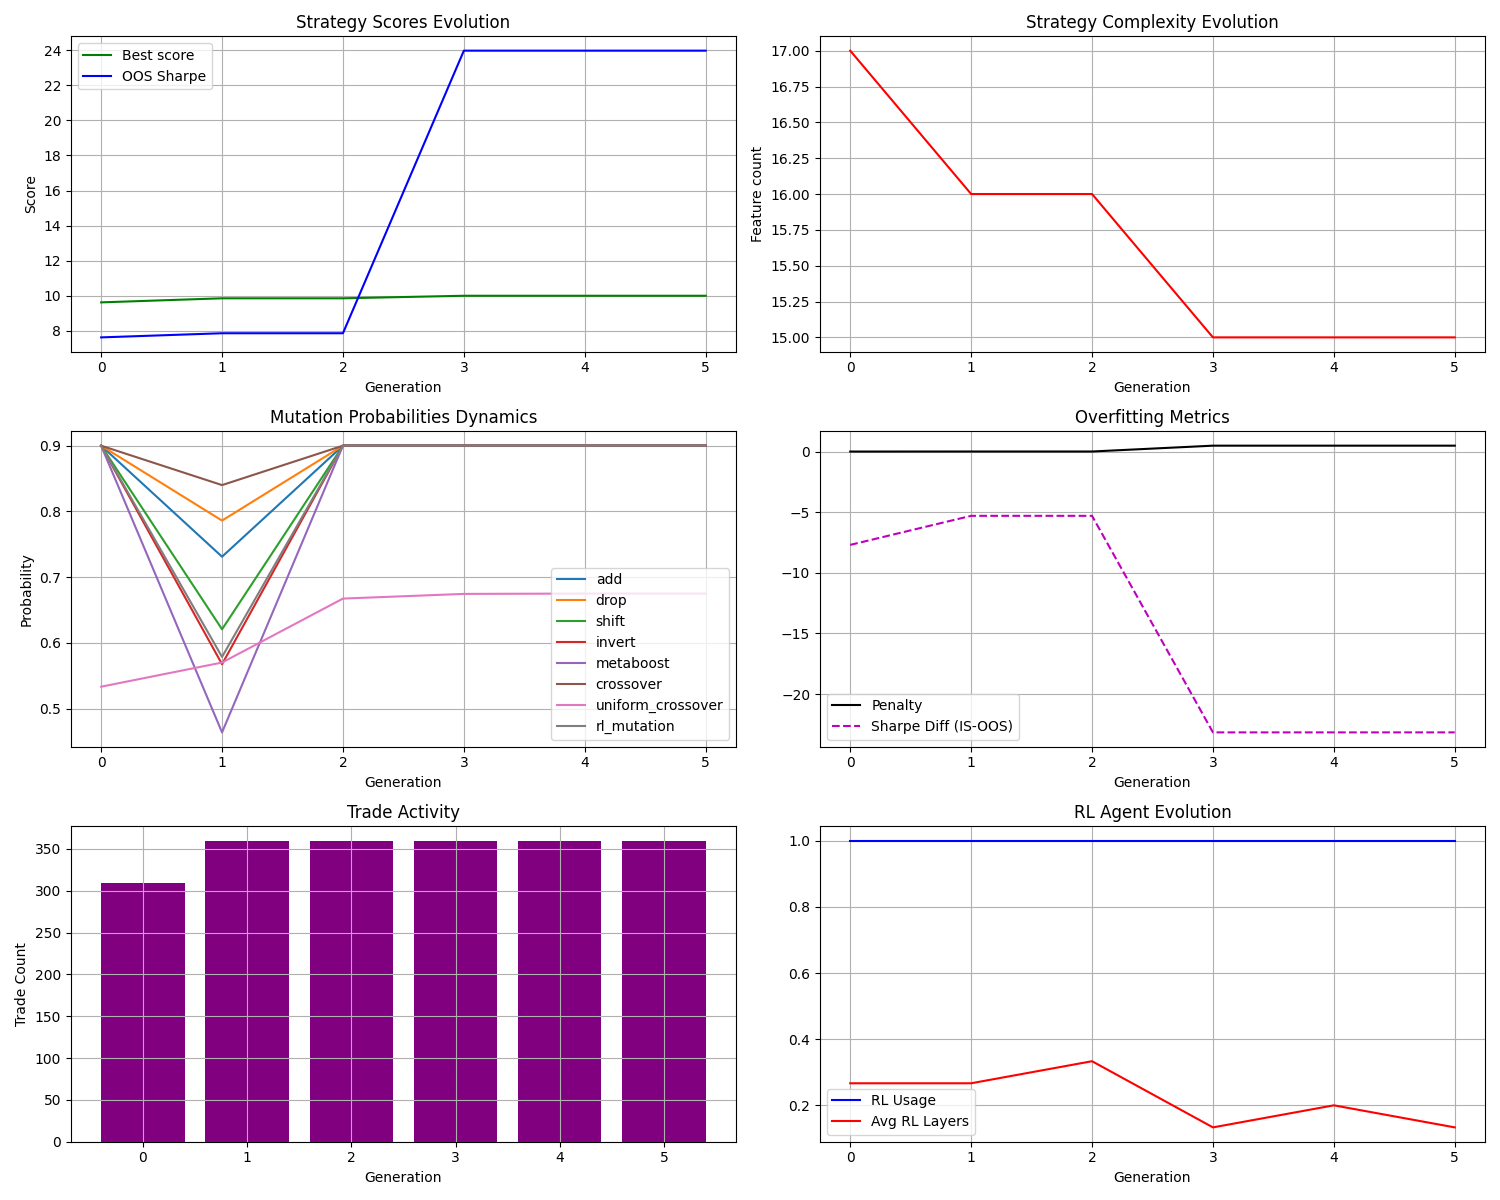 Strategy Scores Evolution
Best score
OOS Sharpe
24
22
20
18
16
14
12
10
8
Score
0 1 2 3 4 5
Generation
Strategy Complexity Evolution
17.00
16.75
16.50
16.25
16.00
15.75
15.50
15.25
15.00
Feature count
0 1 2 3 4 5
Generation
Mutation Probabilities Dynamics
0.9
0.8
0.7
0.6
0.5
Probability
add
drop
shift
invert
metaboost
crossover
uniform_crossover
rl_mutation
0 1 2 3 4 5
Generation
Overfitting Metrics
0
−5
−10
−15
−20
Penalty
Sharpe Diff (IS-OOS)
0 1 2 3 4 5
Generation
Trade Activity
350
300
250
200
150
100
50
0
Trade Count
0 1 2 3 4 5
Generation
RL Agent Evolution
1.0
0.8
0.6
0.4
0.2
RL Usage
Avg RL Layers
0 1 2 3 4 5
Generation